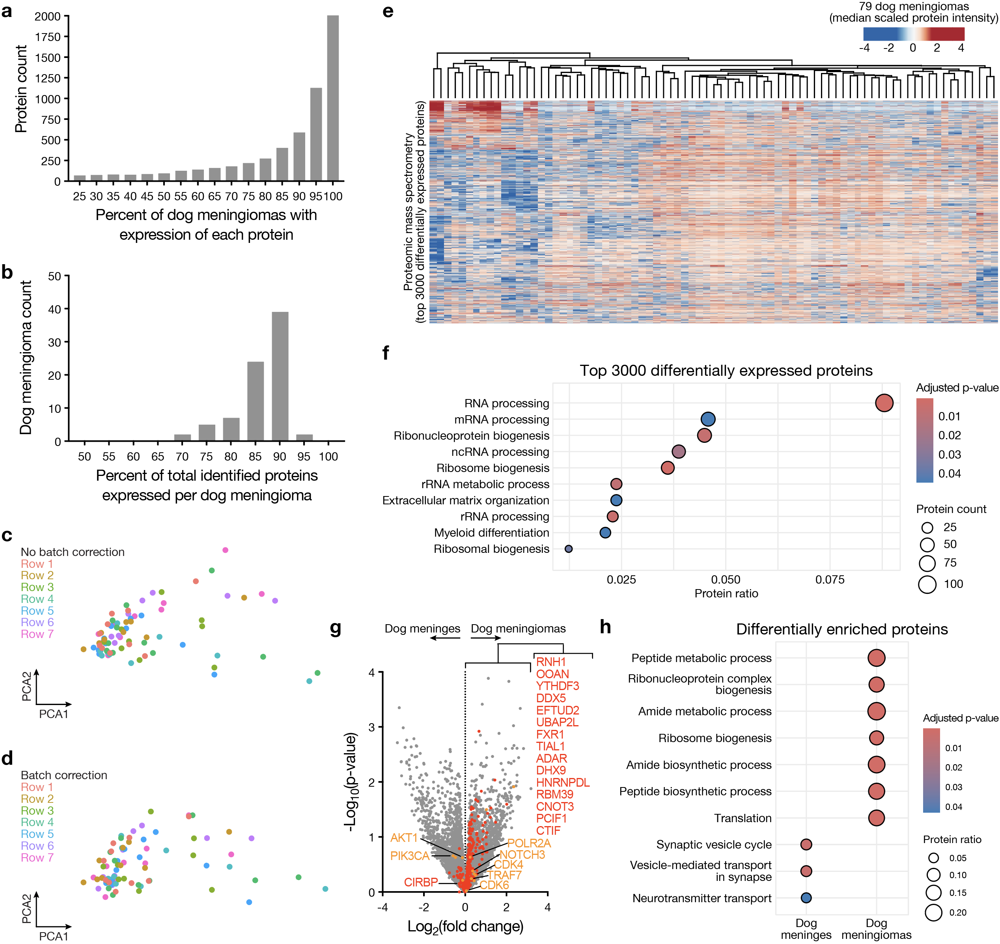 a
2000
1750
1500
1250
1000
750
500
250
0
Protein count
25 30 35 40 45 50 55 60 65 70 75 80 85 90 95 100
Percent of dog meningiomas with
expression of each protein
b
50
40
30
20
10
0
Dog meningioma count
50 55 60 65 70 75 80 85 90 95 100
Percent of total identified proteins
expressed per dog meningioma
c
No batch correction
Row 1
Row 2
Row 3
Row 4
Row 5
Row 6
Row 7
PCA2
PCA1
d
Batch correction
Row 1
Row 2
Row 3
Row 4
Row 5
Row 6
Row 7
PCA2
PCA1
e
79 dog meningiomas
(median scaled protein intensity)
-4 -2 0 2 4
Proteomic mass spectrometry
(top 3000 differentially expressed proteins)
f
Top 3000 differentially expressed proteins
RNA processing
mRNA processing
Ribonucleoprotein biogenesis
ncRNA processing
Ribosome biogenesis
rRNA metabolic process
Extracellular matrix organization
rRNA processing
Myeloid differentiation
Ribosomal biogenesis
0.025 0.050 0.075
Protein ratio
Adjusted p-value
0.01
0.02
0.03
0.04
Protein count
25
50
75
100
g
Dog meninges
Dog meningiomas
RNH1
OOAN
YTHDF3
DDX5
EFTUD2
UBAP2L
FXR1
TIAL1
ADAR
DHX9
HNRNPDL
RBM39
CNOT3
PCIF1
CTIF
4
3
2
1
0
-Log10(p-value)
AKT1
PIK3CA
CIRBP
POLR2A
NOTCH3
CDK4
TRAF7
CDK6
-4 -2 0 2 4
Log2(fold change)
h
Differentially enriched proteins
Peptide metabolic process
Ribonucleoprotein complex
biogenesis
Amide metabolic process
Ribosome biogenesis
Amide biosynthetic process
Peptide biosynthetic process
Translation
Synaptic vesicle cycle
Vesicle-mediated transport
in synapse
Neurotransmitter transport
Dog
meninges
Dog
meningiomas
Adjusted p-value
0.01
0.02
0.03
0.04
Protein ratio
0.05
0.10
0.15
0.20